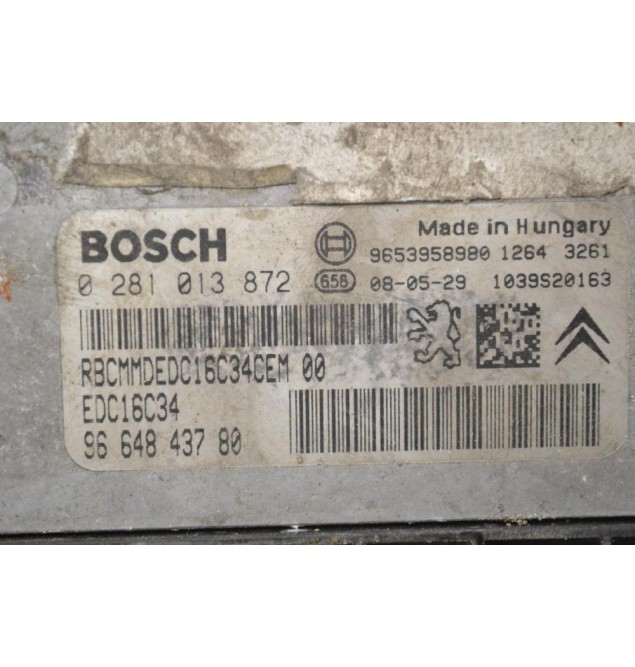 BOSCH
Made in Hungary
9653958980 1264 3261
0 281 013 872
656 08-05-29 1039S20163
RBCMMDEDC16C34CEM 00
EDC16C34
96 648 437 80